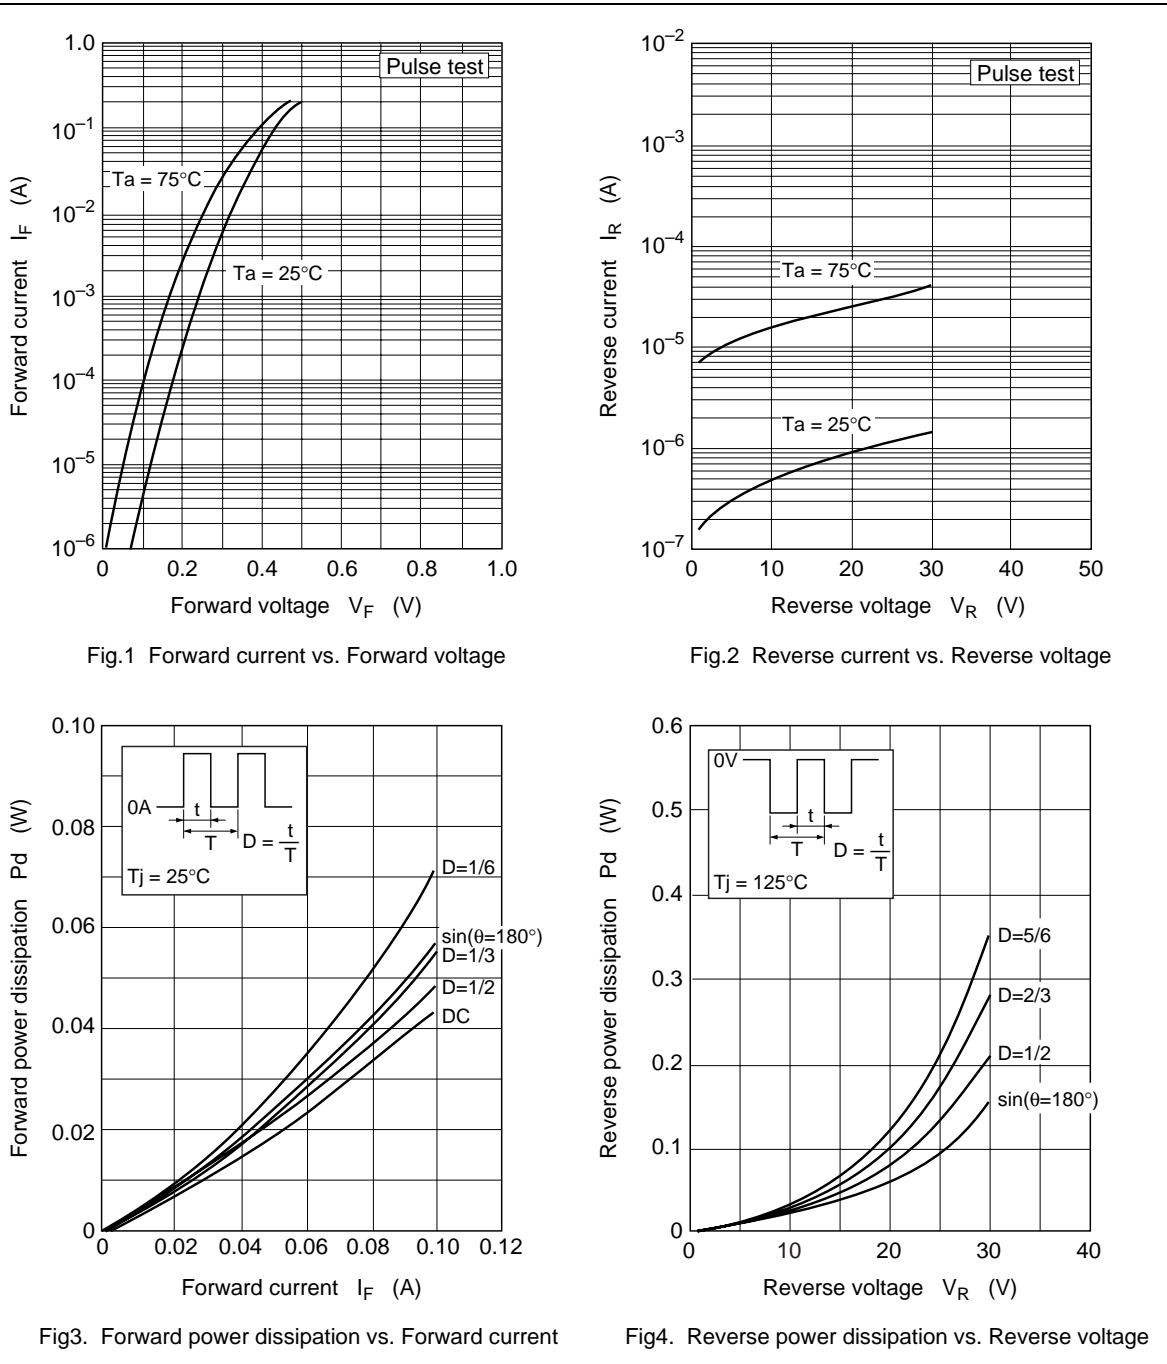 1.0
10–1
10–2
10–3
10–4
10–5
10–6
0 0.2 0.4 0.6 0.8 1.0
Forward current IF (A)
Forward voltage VF (V)
Pulse test
Ta = 75°C
Ta = 25°C
Fig.1 Forward current vs. Forward voltage
10–2
10–3
10–4
10–5
10–6
10–7
0 10 20 30 40 50
Reverse current IR (A)
Reverse voltage VR (V)
Pulse test
Ta = 75°C
Ta = 25°C
Fig.2 Reverse current vs. Reverse voltage
0.10
0.08
0.06
0.04
0.02
0
0 0.02 0.04 0.06 0.08 0.10 0.12
Forward power dissipation Pd (W)
Forward current IF (A)
0A
t
T
D = t/T
Tj = 25°C
D=1/6
sin(θ=180°)
D=1/3
D=1/2
DC
Fig3. Forward power dissipation vs. Forward current
0.6
0.5
0.4
0.3
0.2
0.1
0
0 10 20 30 40
Reverse power dissipation Pd (W)
Reverse voltage VR (V)
0V
t
T
D = t/T
Tj = 125°C
D=5/6
D=2/3
D=1/2
sin(θ=180°)
Fig4. Reverse power dissipation vs. Reverse voltage